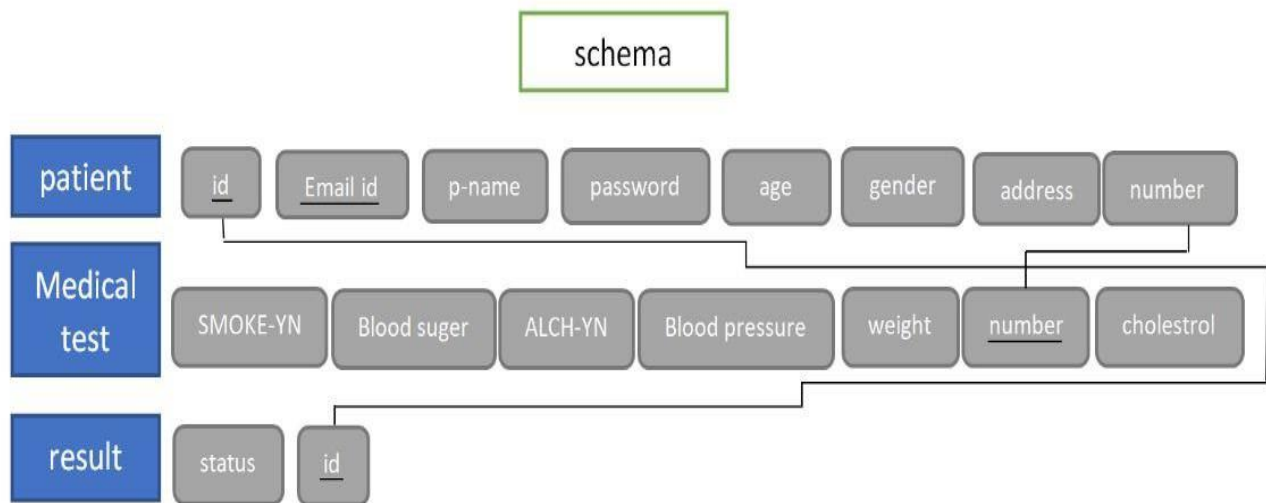 schema
patient
id
Email id
p-name
password
age
gender
address
number
Medical
test
SMOKE-YN
Blood suger
ALCH-YN
Blood pressure
weight
number
cholestrol
result
status
id